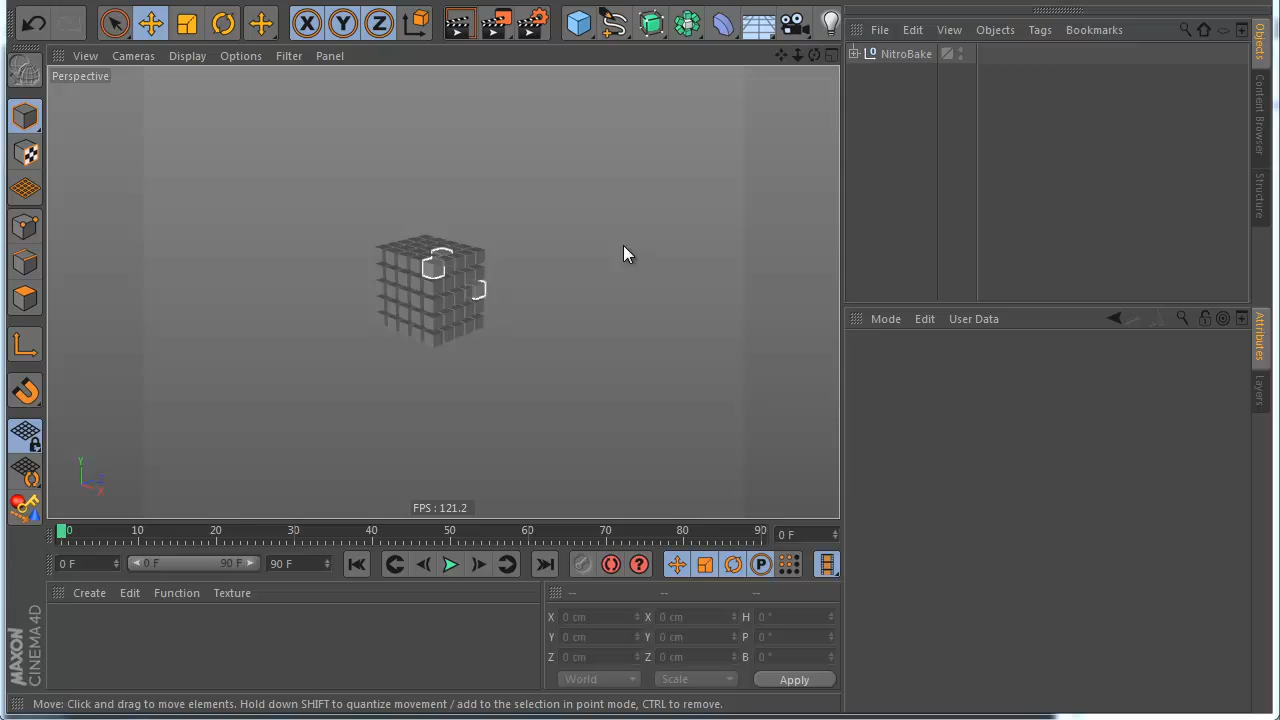 X Y Z
File Edit View Objects Tags Bookmarks
View Cameras Display Options Filter Panel
Perspective
NitroBake
Objects
Content Browser
Structure
Mode Edit User Data
Attributes
Layers
Y
Z
X
FPS : 121.2
0 10 20 30 40 50 60 70 80 90 0 F
0 F 0 F 90 F 90 F
P
Create Edit Function Texture
-- -- --
X 0 cm X 0 cm H 0 °
Y 0 cm Y 0 cm P 0 °
Z 0 cm Z 0 cm B 0 °
World Scale Apply
MAXON
CINEMA 4D
Move: Click and drag to move elements. Hold down SHIFT to quantize movement / add to the selection in point mode, CTRL to remove.